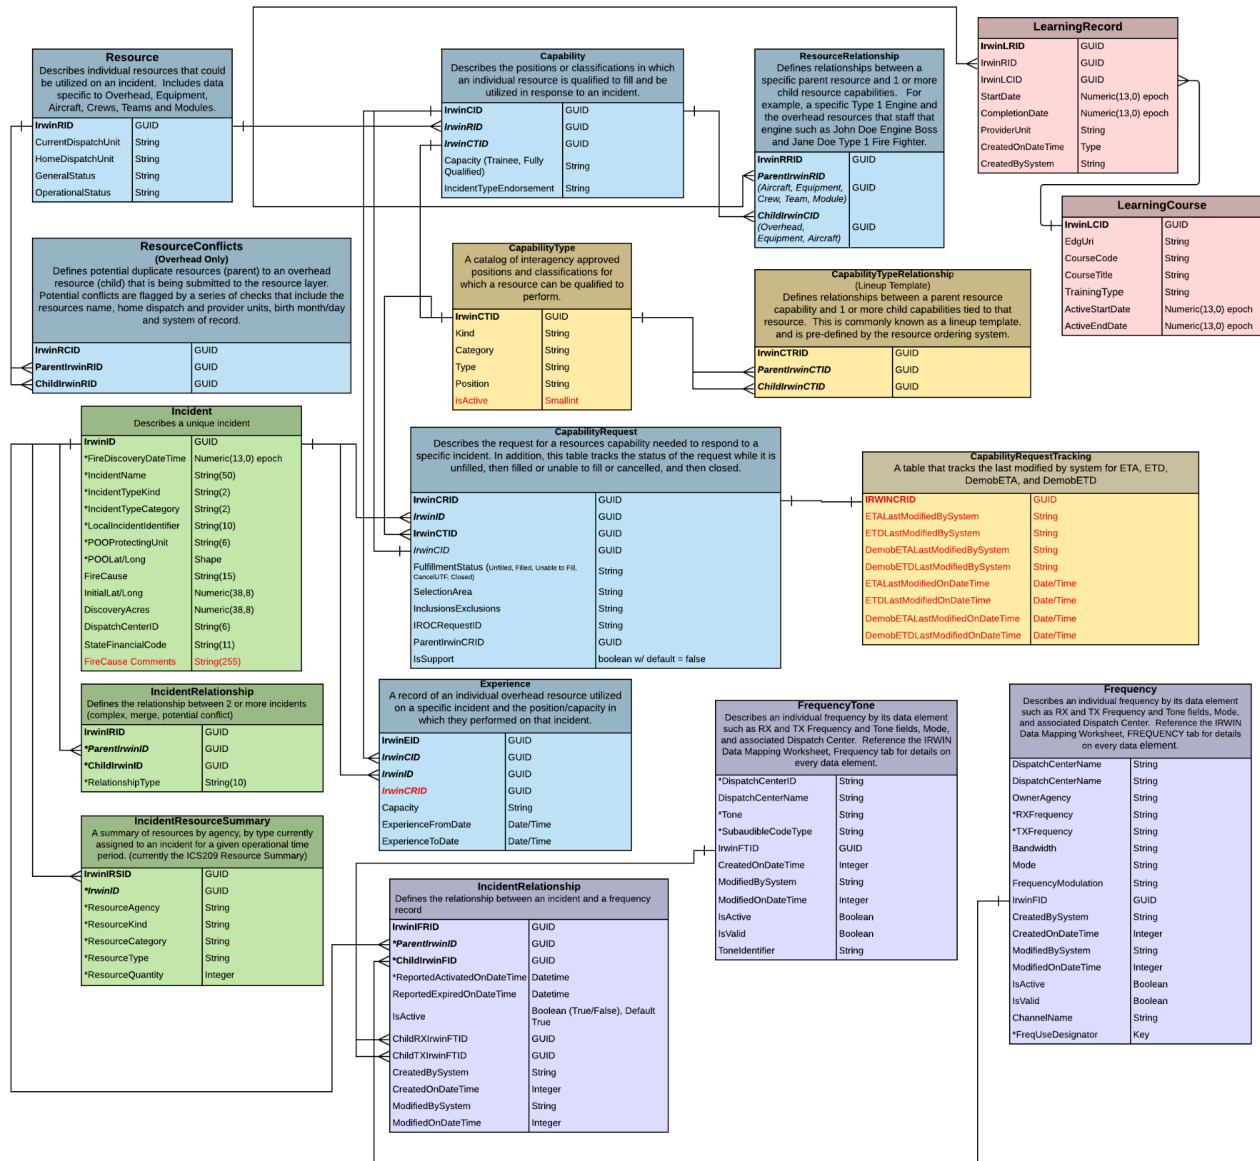 Resource
Describes individual resources that could
be utilized on an incident. Includes data
specific to Overhead, Equipment,
Aircraft, Crews, Teams and Modules.
IrwinRID GUID
CurrentDispatchUnit String
HomeDispatchUnit String
GeneralStatus String
OperationalStatus String
Capability
Describes the positions or classifications in which
an individual resource is qualified to fill and be
utilized in response to an incident.
IrwinCID GUID
IrwinRID GUID
IrwinCTID GUID
Capacity (Trainee, Fully
Qualified) String
IncidentTypeEndorsement String
ResourceRelationship
Defines relationships between a
specific parent resource and 1 or more
child resource capabilities. For
example, a specific Type 1 Engine and
the overhead resources that staff that
engine such as John Doe Engine Boss
and Jane Doe Type 1 Fire Fighter.
IrwinRRID GUID
ParentIrwinRID
(Aircraft, Equipment, GUID
Crew, Team, Module)
ChildIrwinCID
(Overhead, GUID
Equipment, Aircraft)
LearningRecord
IrwinLRID GUID
IrwinRID GUID
IrwinLCID GUID
StartDate Numeric(13,0) epoch
CompletionDate Numeric(13,0) epoch
ProviderUnit String
CreatedOnDateTime Type
CreatedBySystem String
LearningCourse
IrwinLCID GUID
EdgUri String
CourseCode String
CourseTitle String
TrainingType String
ActiveStartDate Numeric(13,0) epoch
ActiveEndDate Numeric(13,0) epoch
ResourceConflicts
(Overhead Only)
Defines potential duplicate resources (parent) to an overhead
resource (child) that is being submitted to the resource layer.
Potential conflicts are flagged by a series of checks that include the
resources name, home dispatch and provider units, birth month/day
and system of record.
IrwinRCID GUID
ParentIrwinRID GUID
ChildIrwinRID GUID
CapabilityType
A catalog of interagency approved
positions and classifications for
which a resource can be qualified to
perform.
IrwinCTID GUID
Kind String
Category String
Type String
Position String
isActive Smallint
CapabilityTypeRelationship
(Lineup Template)
Defines relationships between a parent resource
capability and 1 or more child capabilities tied to that
resource. This is commonly known as a lineup template.
and is pre-defined by the resource ordering system.
IrwinCTRID GUID
ParentIrwinCTID GUID
ChildIrwinCTID GUID
Incident
Describes a unique incident
IrwinID GUID
*FireDiscoveryDateTime Numeric(13,0) epoch
*IncidentName String(50)
*IncidentTypeKind String(2)
*IncidentTypeCategory String(2)
*LocalIncidentIdentifier String(10)
*POOProtectingUnit String(6)
*POOLat/Long Shape
FireCause String(15)
InitialLat/Long Numeric(38,8)
DiscoveryAcres Numeric(38,8)
DispatchCenterID String(6)
StateFinancialCode String(11)
FireCause Comments String(255)
CapabilityRequest
Describes the request for a resources capability needed to respond to a
specific incident. In addition, this table tracks the status of the request while it is
unfilled, then filled or unable to fill or cancelled, and then closed.
IrwinCRID GUID
IrwinID GUID
IrwinCTID GUID
IrwinCID GUID
FulfillmentStatus (Unfilled, Filled, Unable to Fill,
CancelUTF, Closed) String
SelectionArea String
InclusionsExclusions String
IROCRequestID String
ParentIrwinCRID GUID
IsSupport boolean w/ default = false
CapabilityRequestTracking
A table that tracks the last modified by system for ETA, ETD,
DemobETA, and DemobETD
IRWINCRID GUID
ETALastModifiedBySystem String
ETDLastModifiedBySystem String
DemobETALastModifiedBySystem String
DemobETDLastModifiedBySystem String
ETALastModifiedOnDateTime Date/Time
ETDLastModifiedOnDateTime Date/Time
DemobETALastModifiedOnDateTime Date/Time
DemobETDLastModifiedOnDateTime Date/Time
IncidentRelationship
Defines the relationship between 2 or more incidents
(complex, merge, potential conflict)
IrwinIRID GUID
*ParentIrwinID GUID
*ChildIrwinID GUID
*RelationshipType String(10)
Experience
A record of an individual overhead resource utilized
on a specific incident and the position/capacity in
which they performed on that incident.
IrwinEID GUID
IrwinCID GUID
IrwinID GUID
IrwinCRID GUID
Capacity String
ExperienceFromDate Date/Time
ExperienceToDate Date/Time
FrequencyTone
Describes an individual frequency by its data element
such as RX and TX Frequency and Tone fields, Mode,
and associated Dispatch Center. Reference the IRWIN
Data Mapping Worksheet, Frequency tab for details on
every data element.
*DispatchCenterID String
DispatchCenterName String
*Tone String
*SubaudibleCodeType String
IrwinFTID GUID
CreatedOnDateTime Integer
ModifiedBySystem String
ModifiedOnDateTime Integer
IsActive Boolean
IsValid Boolean
ToneIdentifier String
Frequency
Describes an individual frequency by its data element
such as RX and TX Frequency and Tone fields, Mode,
and associated Dispatch Center. Reference the IRWIN
Data Mapping Worksheet, FREQUENCY tab for details
on every data element.
DispatchCenterName String
DispatchCenterName String
OwnerAgency String
*RXFrequency String
*TXFrequency String
Bandwidth String
Mode String
FrequencyModulation String
IrwinFID GUID
CreatedBySystem String
CreatedOnDateTime Integer
ModifiedBySystem String
ModifiedOnDateTime Integer
IsActive Boolean
IsValid Boolean
ChannelName String
*FreqUseDesignator Key
IncidentResourceSummary
A summary of resources by agency, by type currently
assigned to an incident for a given operational time
period. (currently the ICS209 Resource Summary)
IrwinIRSID GUID
*IrwinID GUID
*ResourceAgency String
*ResourceKind String
*ResourceCategory String
*ResourceType String
*ResourceQuantity Integer
IncidentRelationship
Defines the relationship between an incident and a frequency
record
IrwinIFRID GUID
*ParentIrwinID GUID
*ChildIrwinFID GUID
*ReportedActivatedOnDateTime Datetime
ReportedExpiredOnDateTime Datetime
IsActive Boolean (True/False), Default
True
ChildRXIrwinFTID GUID
ChildTXIrwinFTID GUID
CreatedBySystem String
CreatedOnDateTime Integer
ModifiedBySystem String
ModifiedOnDateTime Integer